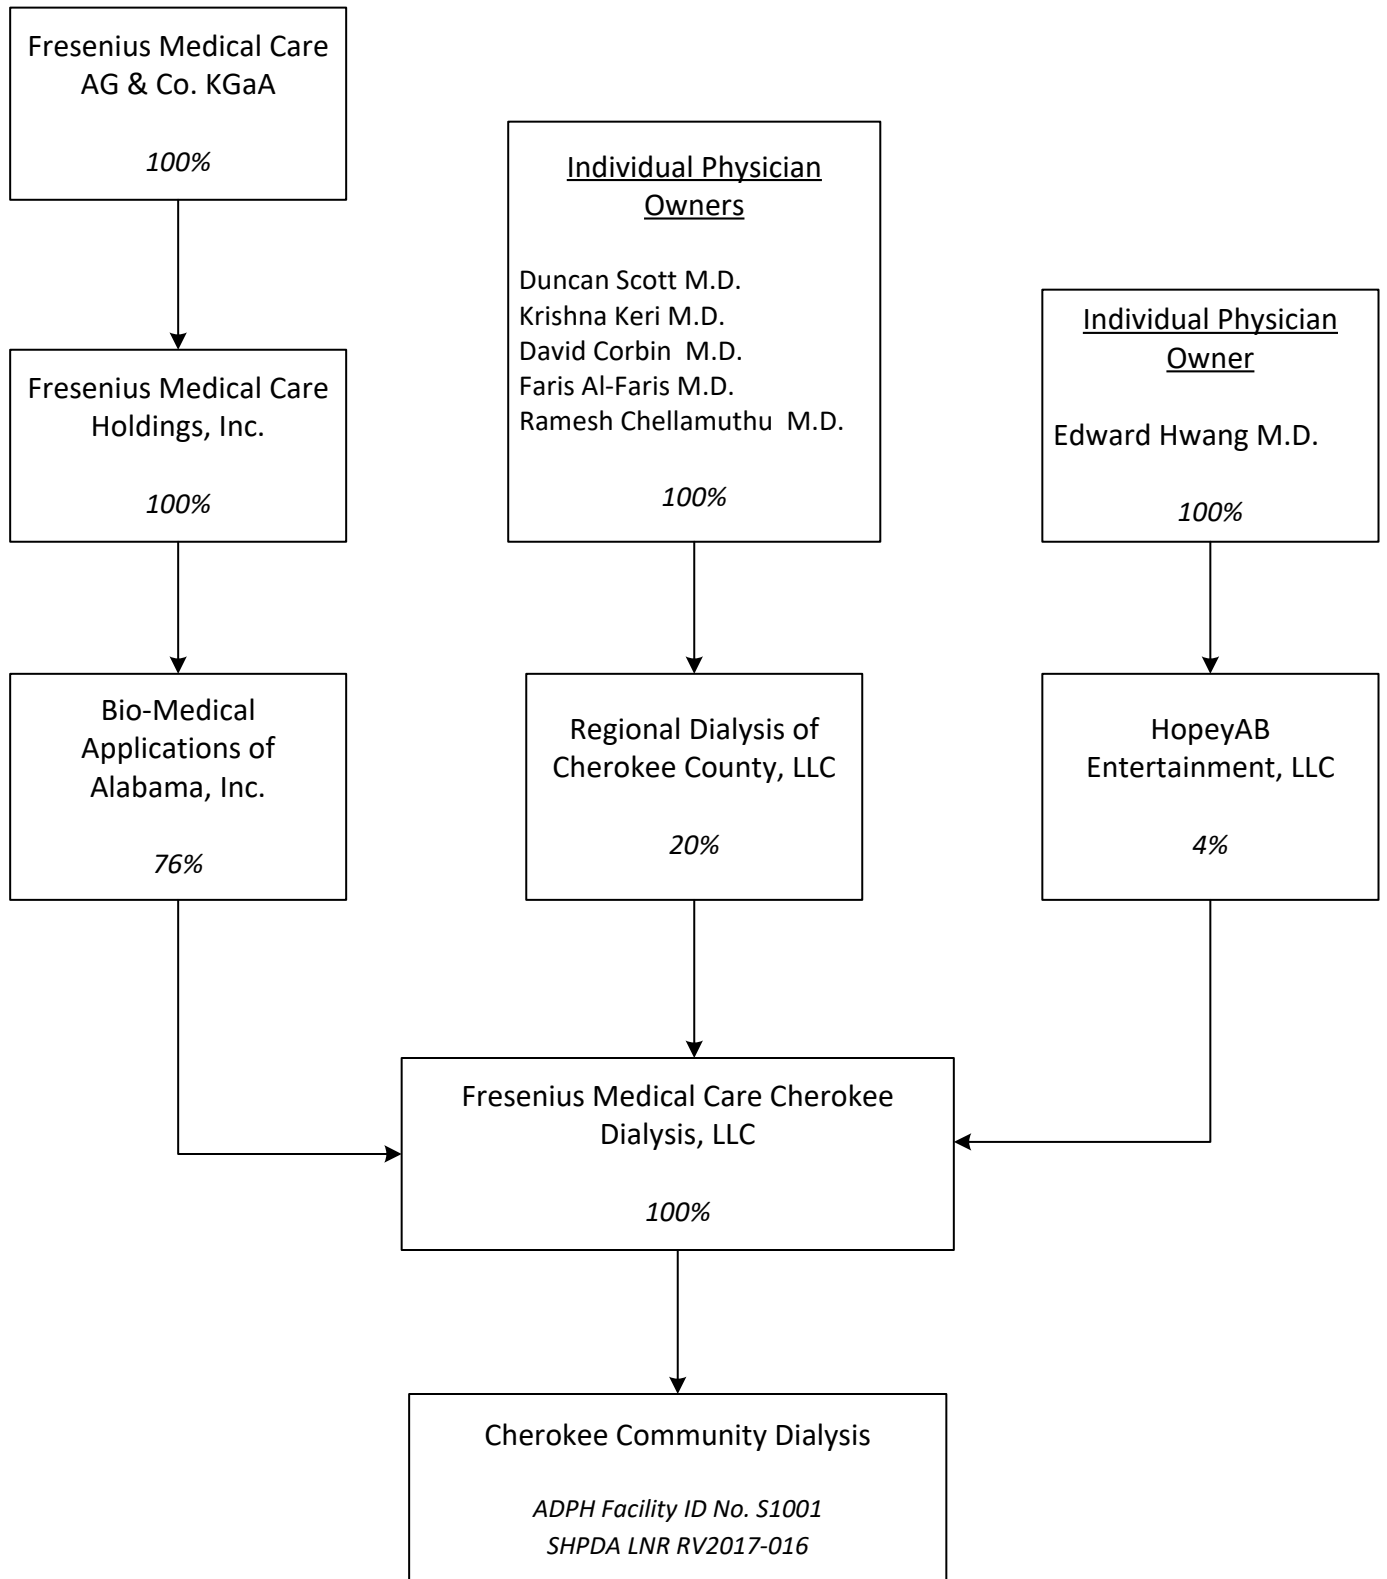 Fresenius Medical Care
AG & Co. KGaA
100%
Individual Physician
Owners
Duncan Scott M.D.
Krishna Keri M.D.
David Corbin  M.D.
Faris Al-Faris M.D.
Ramesh Chellamuthu  M.D.
100%
Individual Physician
Owner
Edward Hwang M.D.
100%
Fresenius Medical Care
Holdings, Inc.
100%
Bio-Medical
Applications of
Alabama, Inc.
76%
Regional Dialysis of
Cherokee County, LLC
20%
HopeyAB
Entertainment, LLC
4%
Fresenius Medical Care Cherokee
Dialysis, LLC
100%
Cherokee Community Dialysis
ADPH Facility ID No. S1001
SHPDA LNR RV2017-016